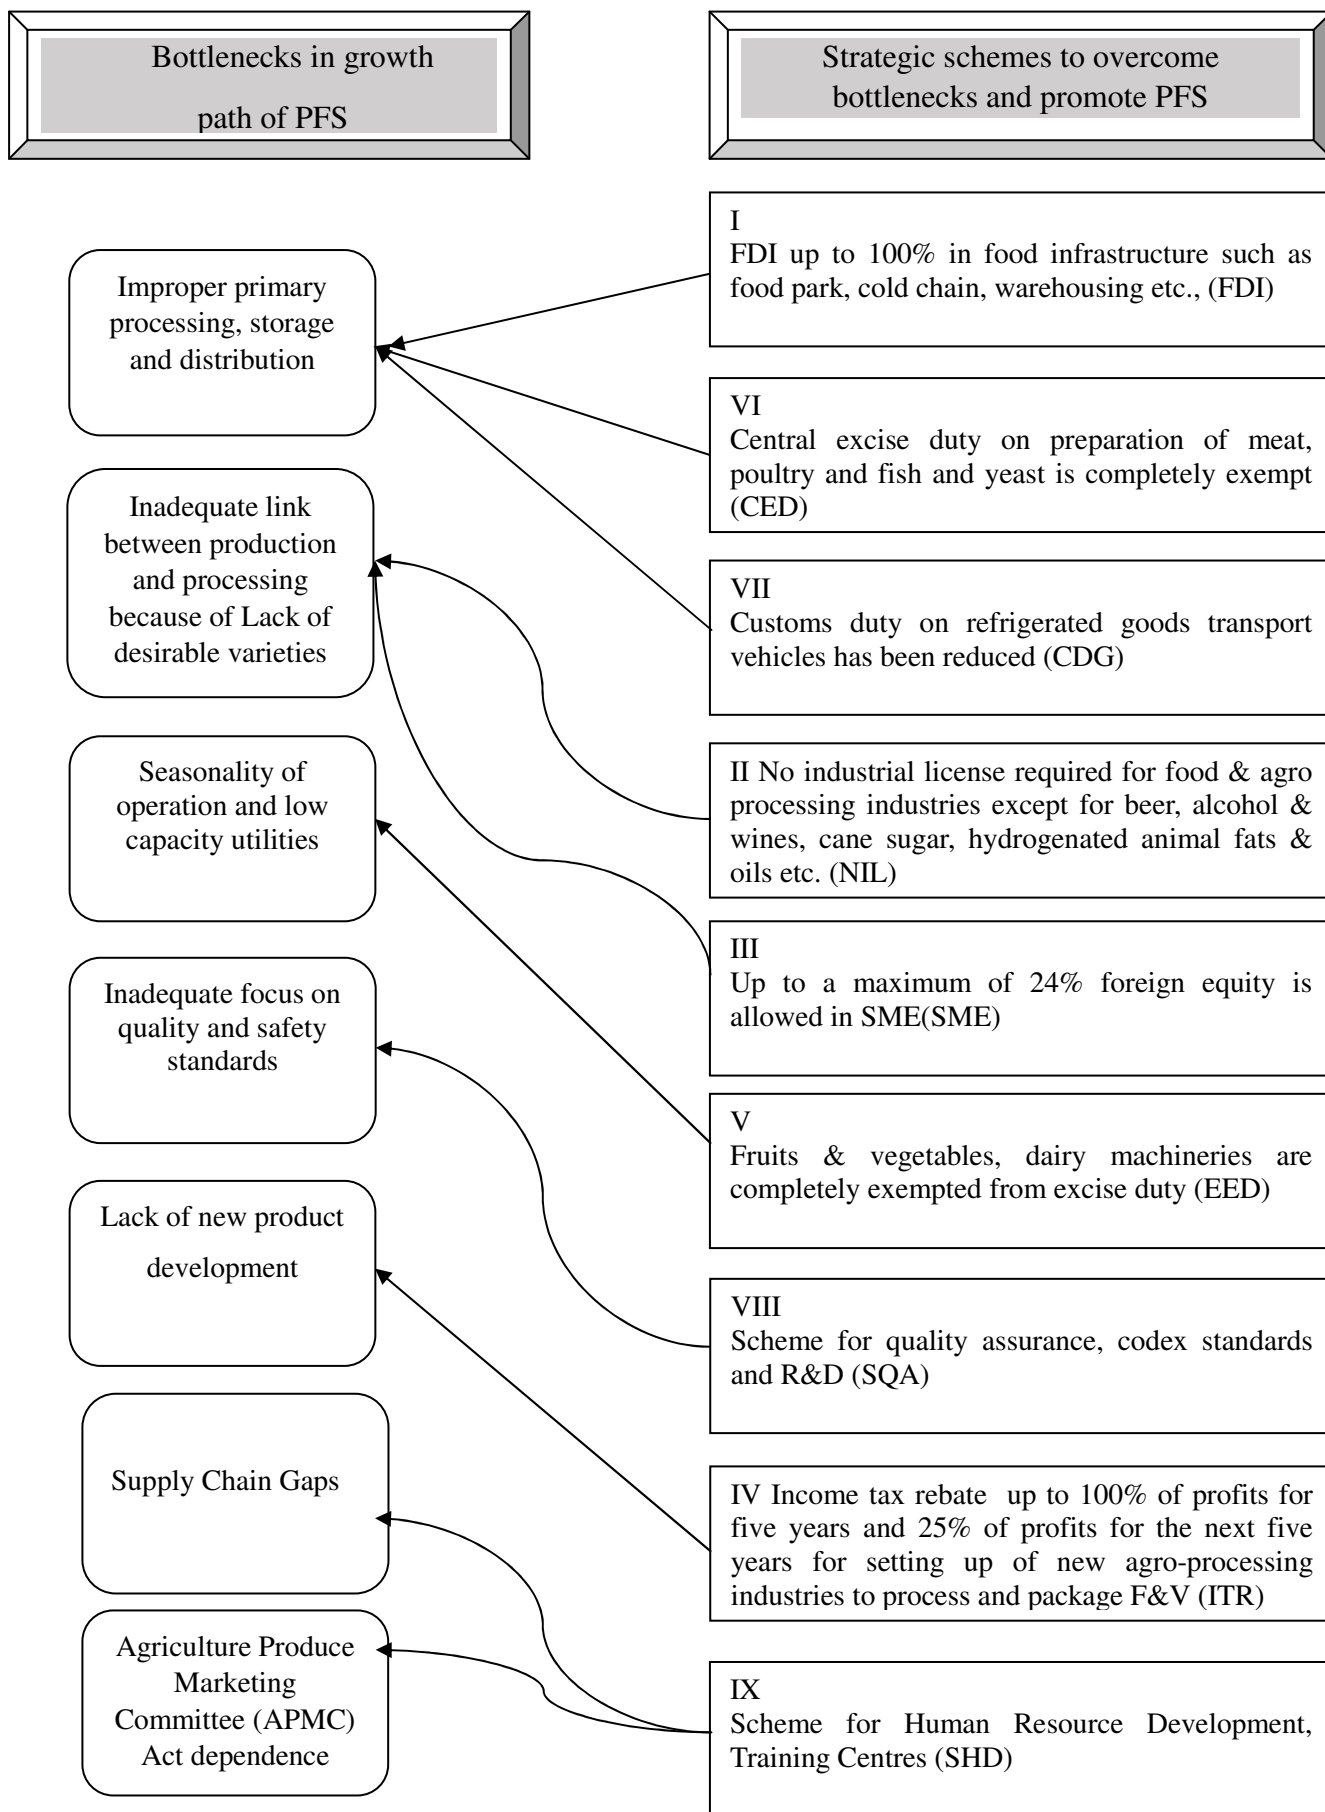 Bottlenecks in growth
path of PFS
Strategic schemes to overcome
bottlenecks and promote PFS
Improper primary
processing, storage
and distribution
Inadequate link
between production
and processing
because of Lack of
desirable varieties
Seasonality of
operation and low
capacity utilities
Inadequate focus on
quality and safety
standards
Lack of new product
development
Supply Chain Gaps
Agriculture Produce
Marketing
Committee (APMC)
Act dependence
I
FDI up to 100% in food infrastructure such as
food park, cold chain, warehousing etc., (FDI)
VI
Central excise duty on preparation of meat,
poultry and fish and yeast is completely exempt
(CED)
VII
Customs duty on refrigerated goods transport
vehicles has been reduced (CDG)
II No industrial license required for food & agro
processing industries except for beer, alcohol &
wines, cane sugar, hydrogenated animal fats &
oils etc. (NIL)
III
Up to a maximum of 24% foreign equity is
allowed in SME(SME)
V
Fruits & vegetables, dairy machineries are
completely exempted from excise duty (EED)
VIII
Scheme for quality assurance, codex standards
and R&D (SQA)
IV Income tax rebate up to 100% of profits for
five years and 25% of profits for the next five
years for setting up of new agro-processing
industries to process and package F&V (ITR)
IX
Scheme for Human Resource Development,
Training Centres (SHD)